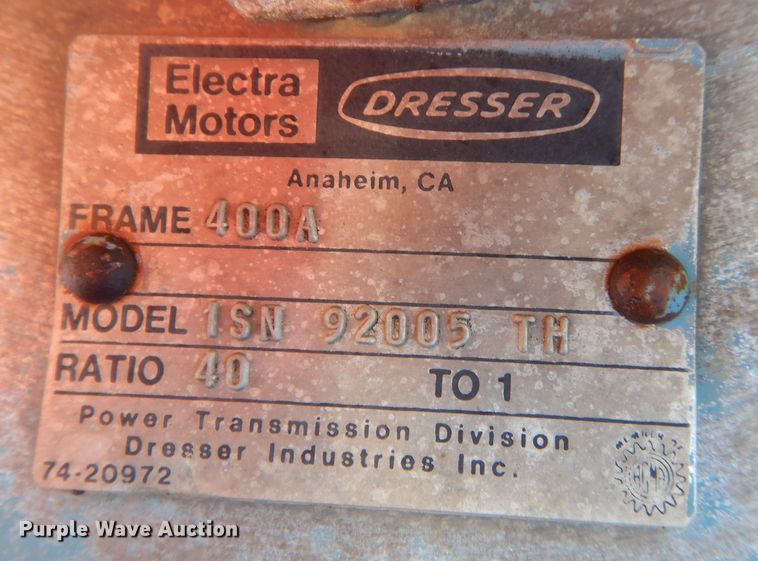 Electra
Motors
DRESSER
Anaheim, CA
FRAME 400A
MODEL 1SN 92005 TH
RATIO 40 TO 1
Power Transmission Division
Dresser Industries Inc.
74-20972
Purple Wave Auction